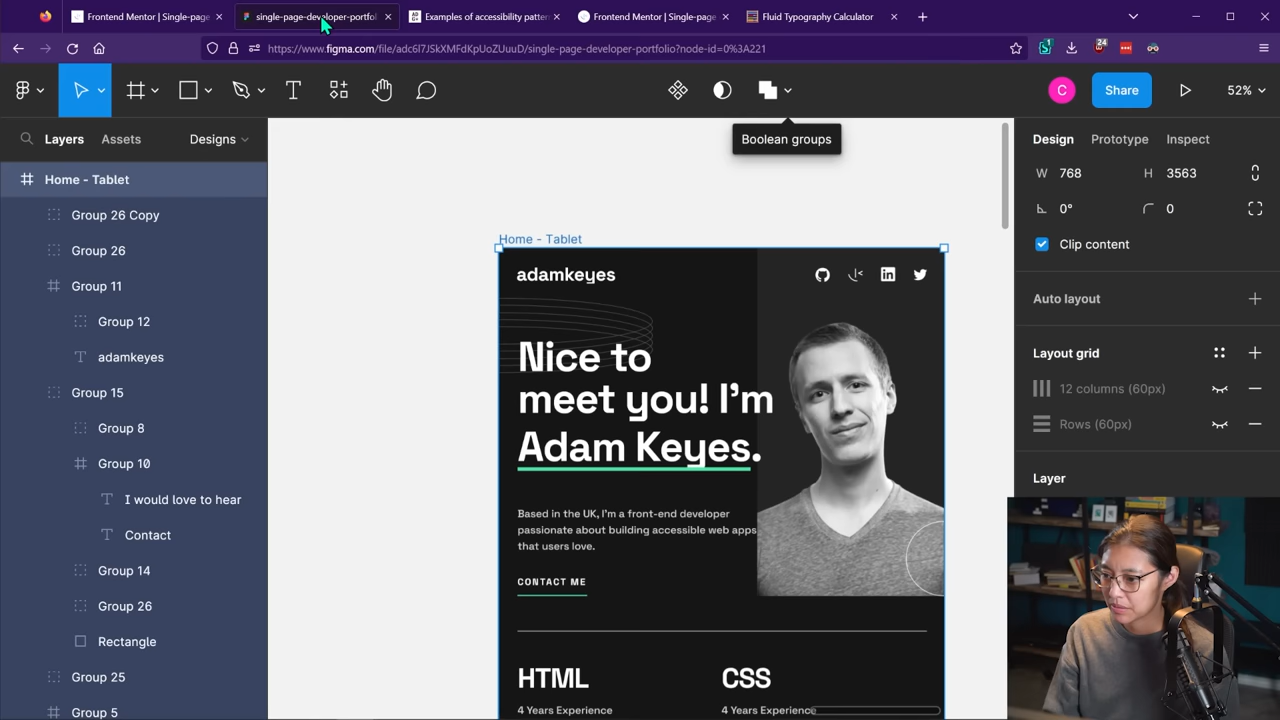 Frontend Mentor | Single-page
single-page-developer-portfol
Examples of accessibility patter
Frontend Mentor | Single-page
Fluid Typography Calculator
https://www.figma.com/file/adc6l7JSkXMFdKpUoZUuuD/single-page-developer-portfolio?node-id=0%3A221
24
C
Share
52%
Boolean groups
Layers
Assets
Designs
Home - Tablet
Group 26 Copy
Group 26
Group 11
Group 12
adamkeyes
Group 15
Group 8
Group 10
I would love to hear
Contact
Group 14
Group 26
Rectangle
Group 25
Group 5
Home - Tablet
adamkeyes
Nice to
meet you! I'm
Adam Keyes.
Based in the UK, I'm a front-end developer
passionate about building accessible web apps
that users love.
CONTACT ME
HTML
4 Years Experience
CSS
4 Years Experience
Design
Prototype
Inspect
W 768
H 3563
0°
0
Clip content
Auto layout
Layout grid
12 columns (60px)
Rows (60px)
Layer